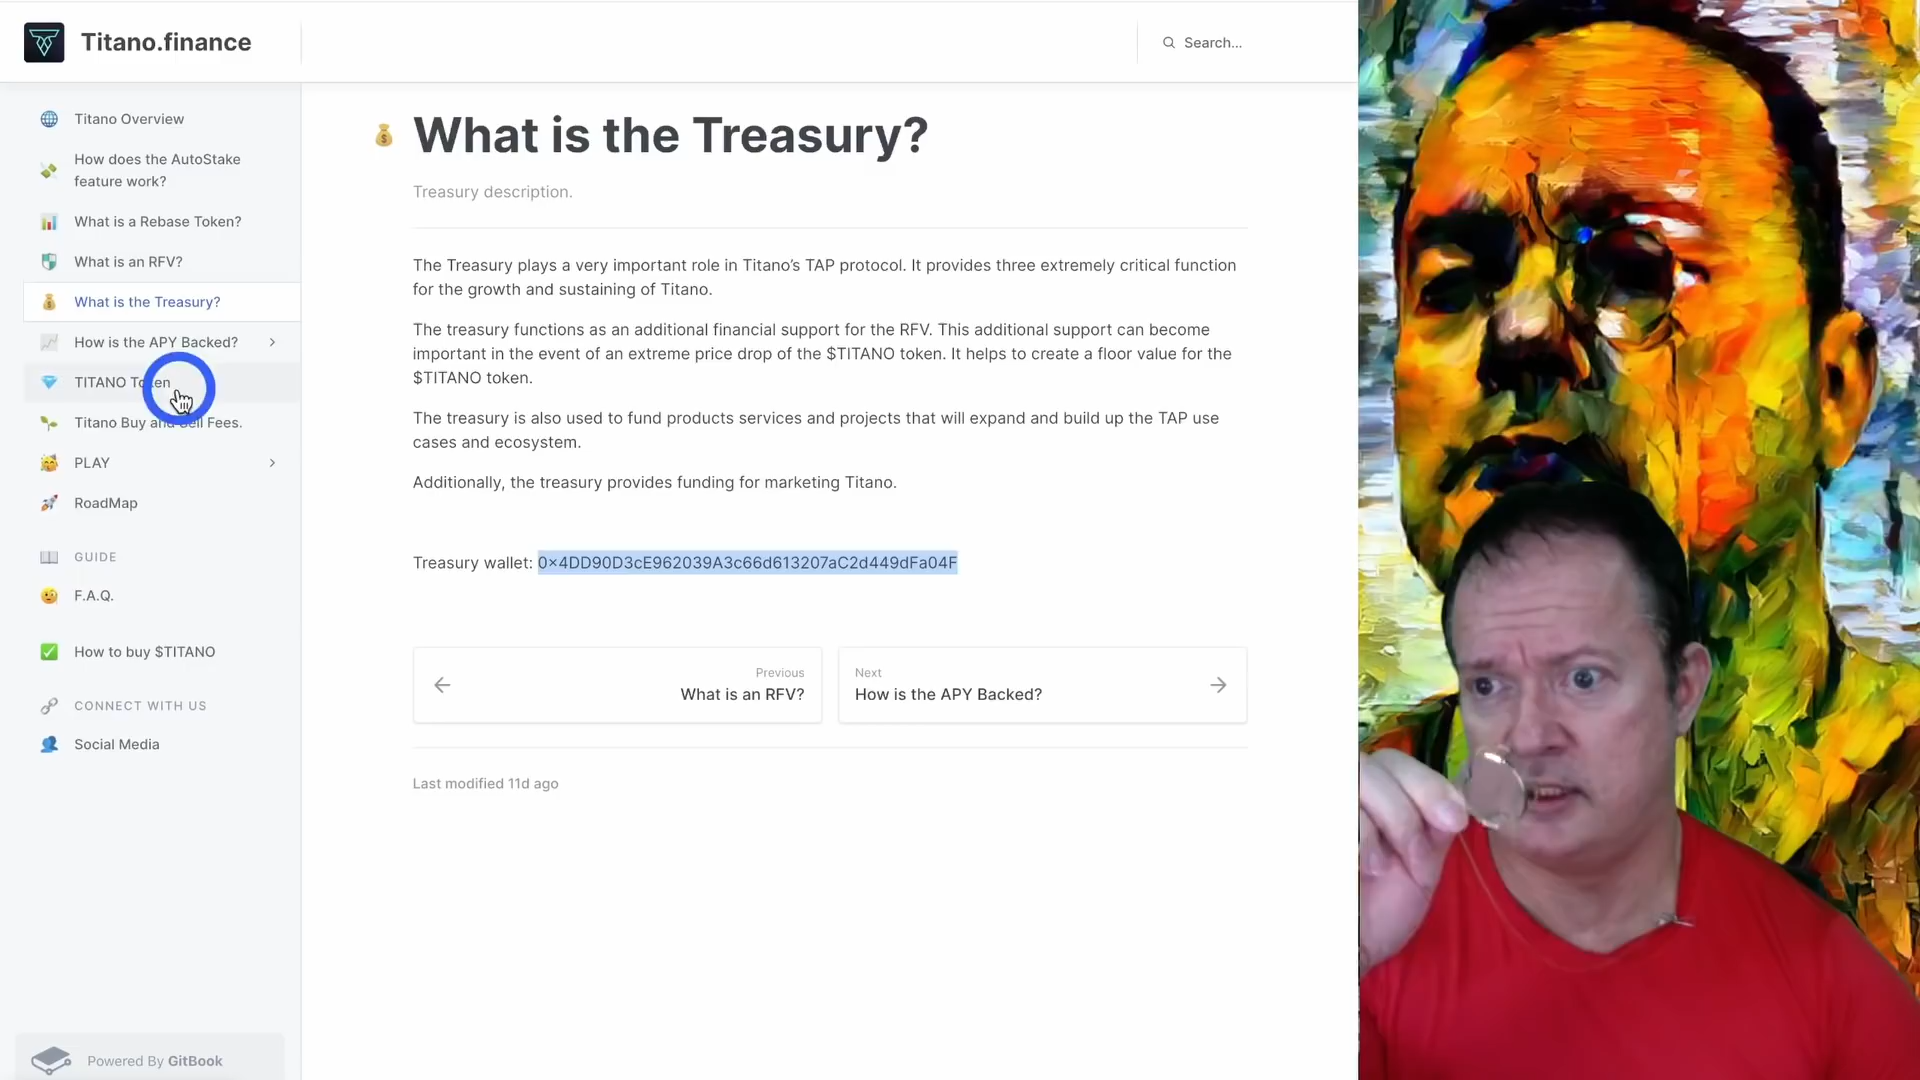 Titano.finance
Search...
Titano Overview
How does the AutoStake
feature work?
What is a Rebase Token?
What is an RFV?
What is the Treasury?
How is the APY Backed?
TITANO Token
Titano Buy and Sell Fees.
PLAY
RoadMap
GUIDE
F.A.Q.
How to buy $TITANO
CONNECT WITH US
Social Media
Powered By GitBook
What is the Treasury?
Treasury description.
The Treasury plays a very important role in Titano’s TAP protocol. It provides three extremely critical function
for the growth and sustaining of Titano.
The treasury functions as an additional financial support for the RFV. This additional support can become
important in the event of an extreme price drop of the $TITANO token. It helps to create a floor value for the
$TITANO token.
The treasury is also used to fund products services and projects that will expand and build up the TAP use
cases and ecosystem.
Additionally, the treasury provides funding for marketing Titano.
Treasury wallet: 0x4DD90D3cE962039A3c66d613207aC2d449dFa04F
Previous
What is an RFV?
Next
How is the APY Backed?
Last modified 11d ago